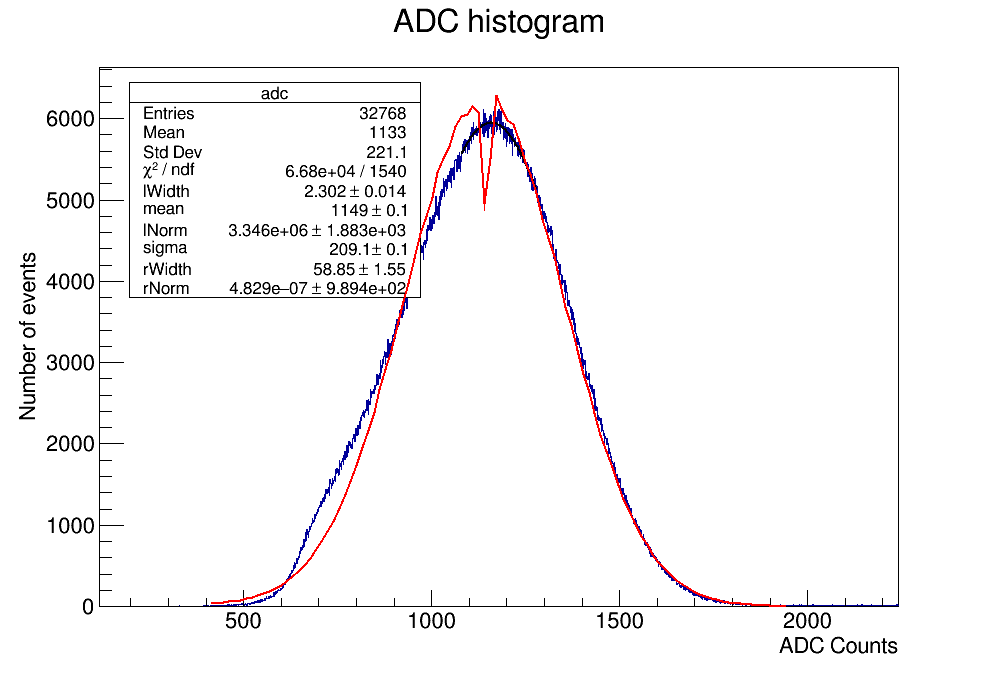 ADC histogram
adc
Entries 32768
Mean 1133
Std Dev 221.1
χ² / ndf 6.68e+04 / 1540
lWidth 2.302 ± 0.014
mean 1149 ± 0.1
lNorm 3.346e+06 ± 1.883e+03
sigma 209.1 ± 0.1
rWidth 58.85 ± 1.55
rNorm 4.829e−07 ± 9.894e+02
Number of events
6000
5000
4000
3000
2000
1000
0
500 1000 1500 2000
ADC Counts